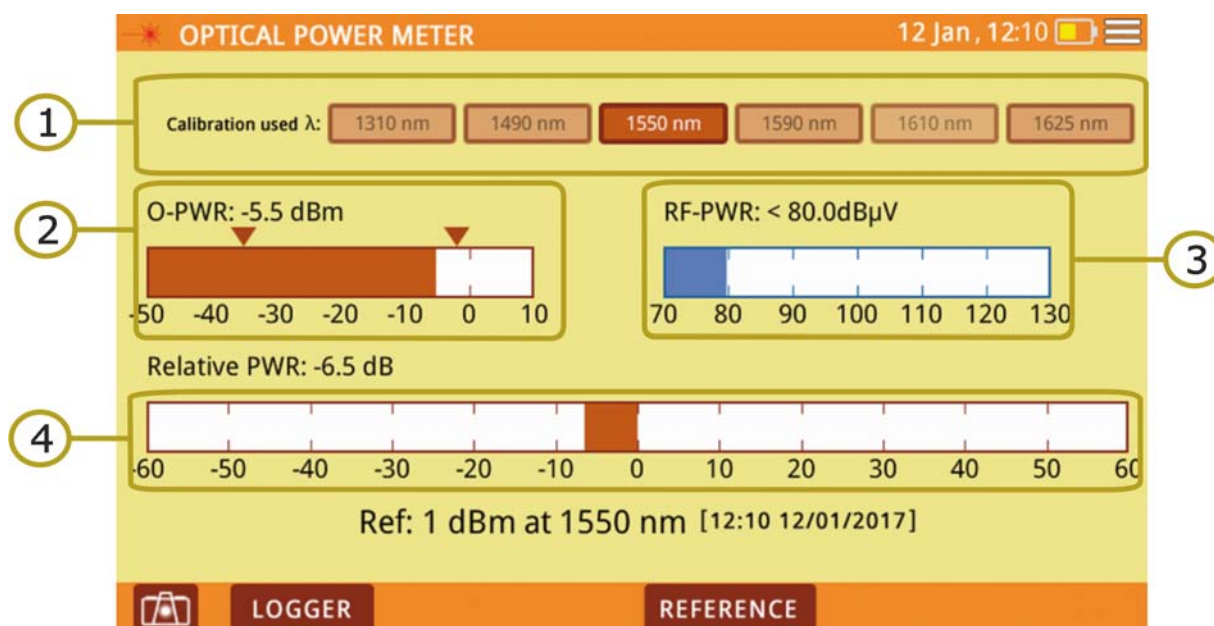 OPTICAL POWER METER 12 Jan, 12:10
1 Calibration used λ: 1310 nm 1490 nm 1550 nm 1590 nm 1610 nm 1625 nm
2 O-PWR: -5.5 dBm
-50 -40 -30 -20 -10 0 10
RF-PWR: < 80.0dBμV 3
70 80 90 100 110 120 130
Relative PWR: -6.5 dB
4
-60 -50 -40 -30 -20 -10 0 10 20 30 40 50 60
Ref: 1 dBm at 1550 nm [12:10 12/01/2017]
LOGGER REFERENCE